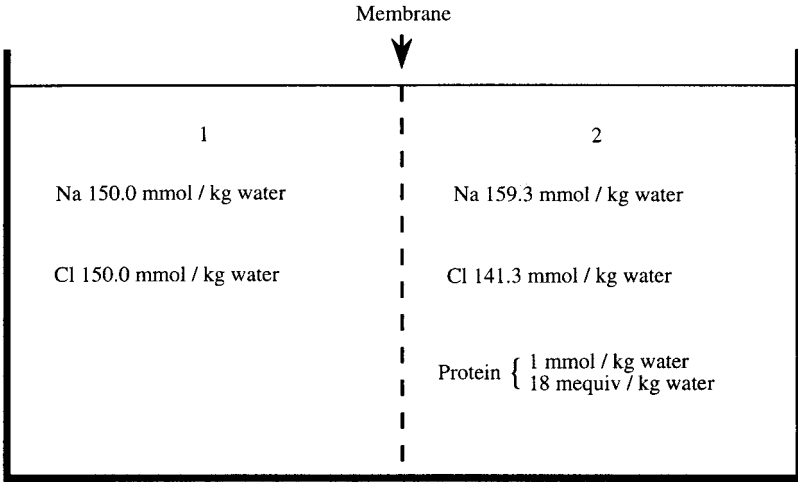 Membrane
1
2
Na 150.0 mmol / kg water
Na 159.3 mmol / kg water
Cl 150.0 mmol / kg water
Cl 141.3 mmol / kg water
Protein { 1 mmol / kg water
18 mequiv / kg water